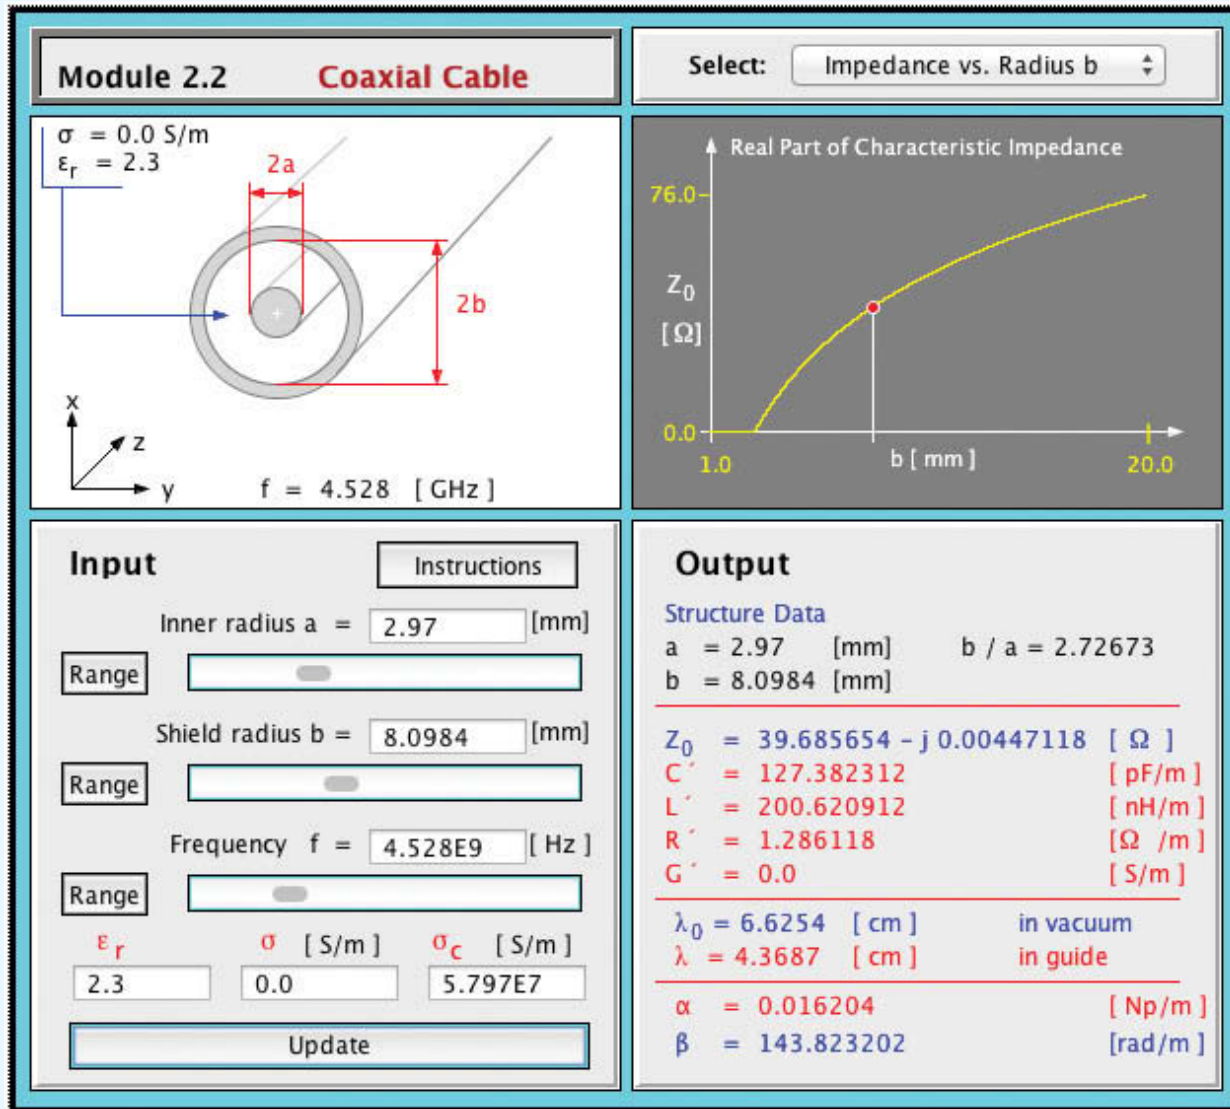 Module 2.2 Coaxial Cable
Select: Impedance vs. Radius b
σ = 0.0 S/m
εr = 2.3
2a
2b
x
z
y
f = 4.528 [ GHz ]
Real Part of Characteristic Impedance
76.0
Z0
[ Ω]
0.0
1.0
b [ mm ]
20.0
Input
Instructions
Inner radius a = 2.97 [mm]
Range
Shield radius b = 8.0984 [mm]
Range
Frequency f = 4.528E9 [ Hz ]
Range
εr σ [ S/m ] σc [ S/m ]
2.3 0.0 5.797E7
Update
Output
Structure Data
a = 2.97 [mm] b / a = 2.72673
b = 8.0984 [mm]
Z0 = 39.685654 – j 0.00447118 [ Ω ]
C´ = 127.382312 [ pF/m ]
L´ = 200.620912 [ nH/m ]
R´ = 1.286118 [Ω /m ]
G´ = 0.0 [ S/m ]
λ0 = 6.6254 [ cm ] in vacuum
λ = 4.3687 [ cm ] in guide
α = 0.016204 [ Np/m ]
β = 143.823202 [rad/m ]